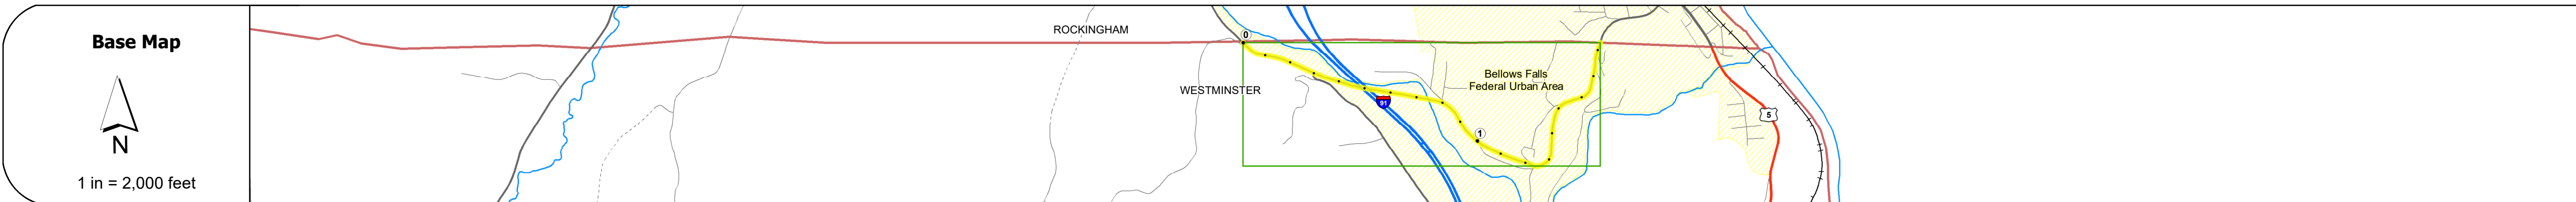 Base Map
N
1 in = 2,000 feet
ROCKINGHAM
0
WESTMINSTER
91
Bellows Falls
Federal Urban Area
1
5